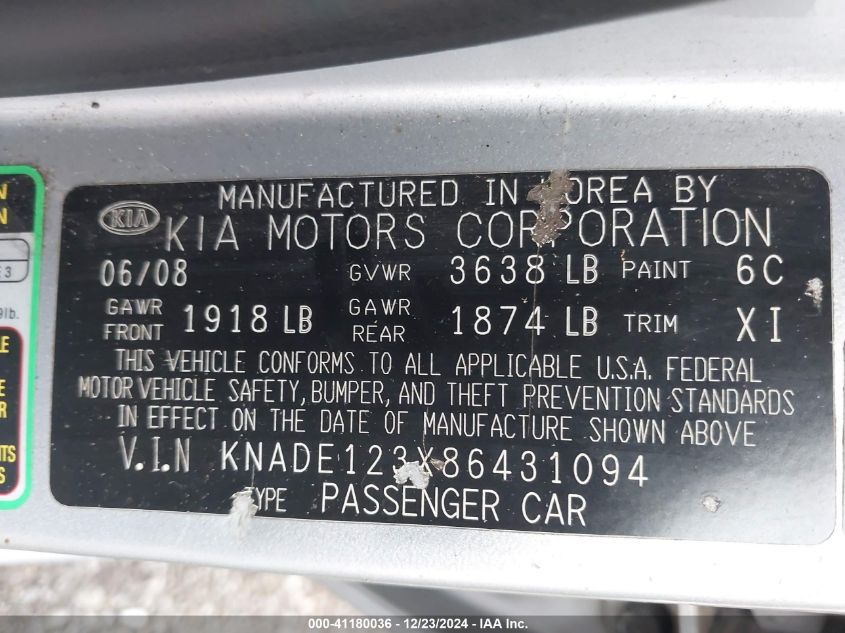 MANUFACTURED IN KOREA BY
KIA
KIA MOTORS CORPORATION
06/08 GVWR 3638 LB PAINT 6C
GAWR FRONT 1918 LB GAWR REAR 1874 LB TRIM XI
THIS VEHICLE CONFORMS TO ALL APPLICABLE U.S.A. FEDERAL
MOTOR VEHICLE SAFETY, BUMPER, AND THEFT PREVENTION STANDARDS
IN EFFECT ON THE DATE OF MANUFACTURE SHOWN ABOVE
V.I.N KNADE123X86431094
TYPE PASSENGER CAR
000-41180036 - 12/23/2024 - IAA Inc.